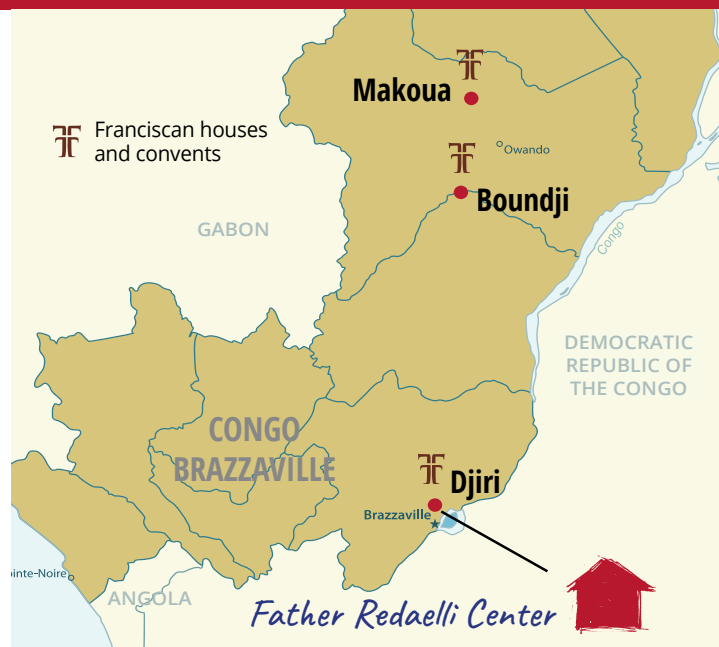 Makoua
Franciscan houses
and convents
Owando
Boundji
GABON
Congo
DEMOCRATIC
REPUBLIC OF
THE CONGO
CONGO
BRAZZAVILLE
Djiri
Brazzaville
ointe-Noire
ANGOLA
Father Redaelli Center